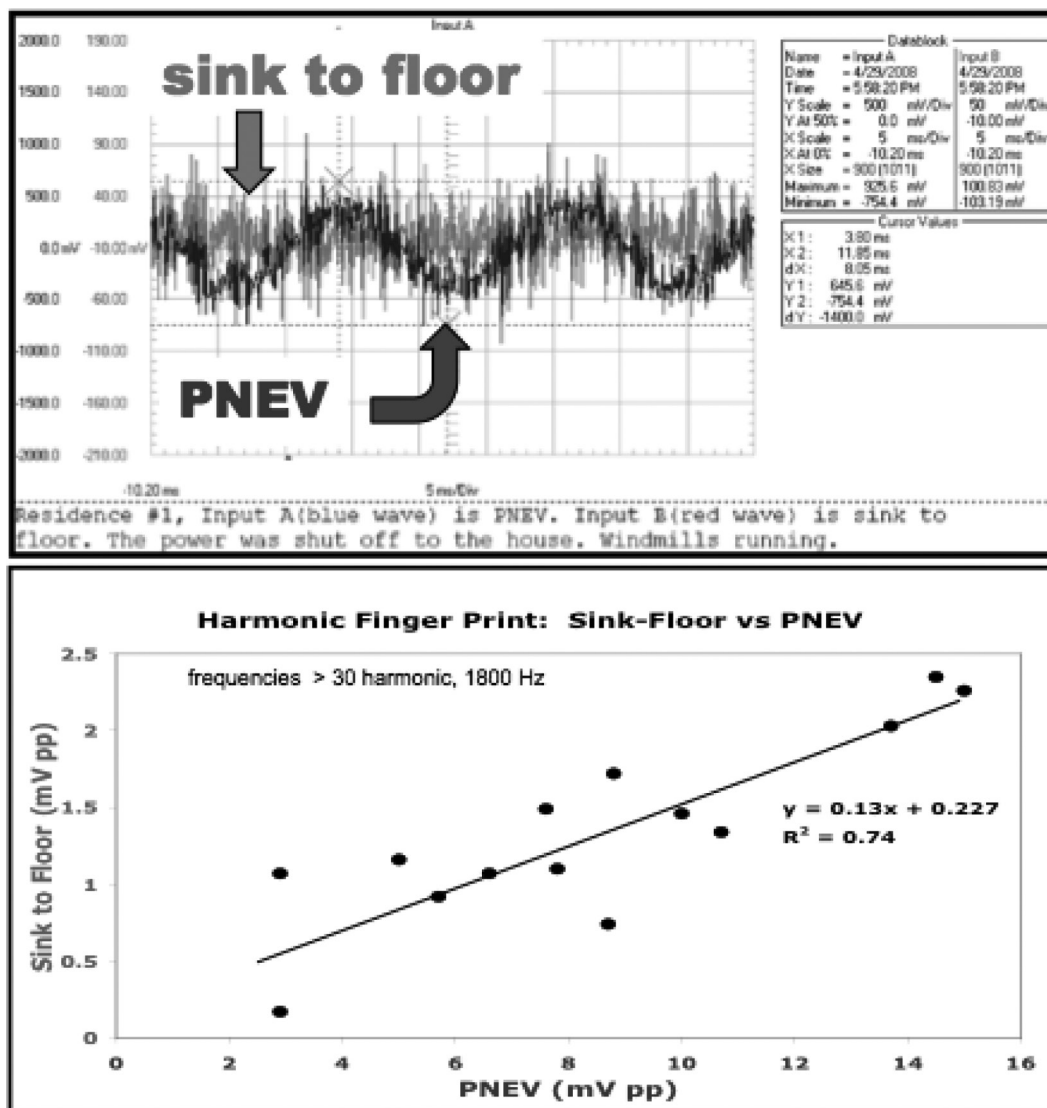 Input A
2000.0 190.00
1500.0 140.00
1000.0 90.00
500.0 40.00
0.0 mV -10.00 mV
-500.0 -60.00
-1000.0 -110.00
-1500.0 -160.00
-2000.0 -210.00
sink to floor
PNEV
-10.20 ms 5 ms/Div
Datablock
Name = Input A Input B
Date = 4/29/2008 4/29/2008
Time = 5:58:20 PM 5:58:20 PM
Y Scale = 500 mV/Div 50 mV/Div
Y At 50% = 0.0 mV -10.00 mV
X Scale = 5 ms/Div 5 ms/Div
X At 0% = -10.20 ms -10.20 ms
X Size = 900 (1011) 900 (1011)
Maximum = 925.6 mV 100.83 mV
Minimum = -754.4 mV -103.19 mV
Cursor Values
X1: 3.80 ms
X2: 11.85 ms
dX: 8.05 ms
Y1: 645.6 mV
Y2: -754.4 mV
dY: -1400.0 mV
Residence #1, Input A(blue wave) is PNEV. Input B(red wave) is sink to
floor. The power was shut off to the house. Windmills running.
Harmonic Finger Print: Sink-Floor vs PNEV
frequencies > 30 harmonic, 1800 Hz
Sink to Floor (mV pp)
2.5
2
1.5
1
0.5
0
y = 0.13x + 0.227
R² = 0.74
0 2 4 6 8 10 12 14 16
PNEV (mV pp)